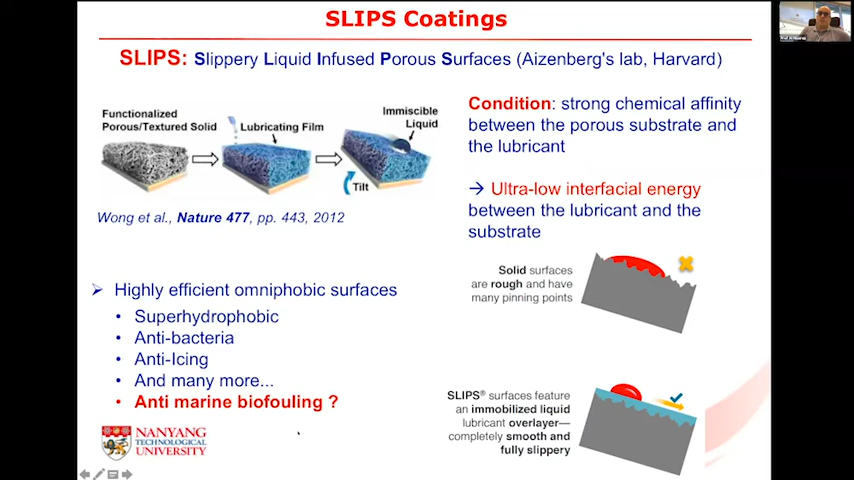 SLIPS Coatings
SLIPS: Slippery Liquid Infused Porous Surfaces (Aizenberg's lab, Harvard)
Functionalized
Porous/Textured Solid
Lubricating Film
Immiscible
Liquid
Tilt
Wong et al., Nature 477, pp. 443, 2012
Condition: strong chemical affinity
between the porous substrate and
the lubricant
→ Ultra-low interfacial energy
between the lubricant and the
substrate
Solid surfaces
are rough and have
many pinning points
➢ Highly efficient omniphobic surfaces
• Superhydrophobic
• Anti-bacteria
• Anti-Icing
• And many more...
• Anti marine biofouling ?
SLIPS® surfaces feature
an immobilized liquid
lubricant overlayer—
completely smooth and
fully slippery
NANYANG
TECHNOLOGICAL
UNIVERSITY